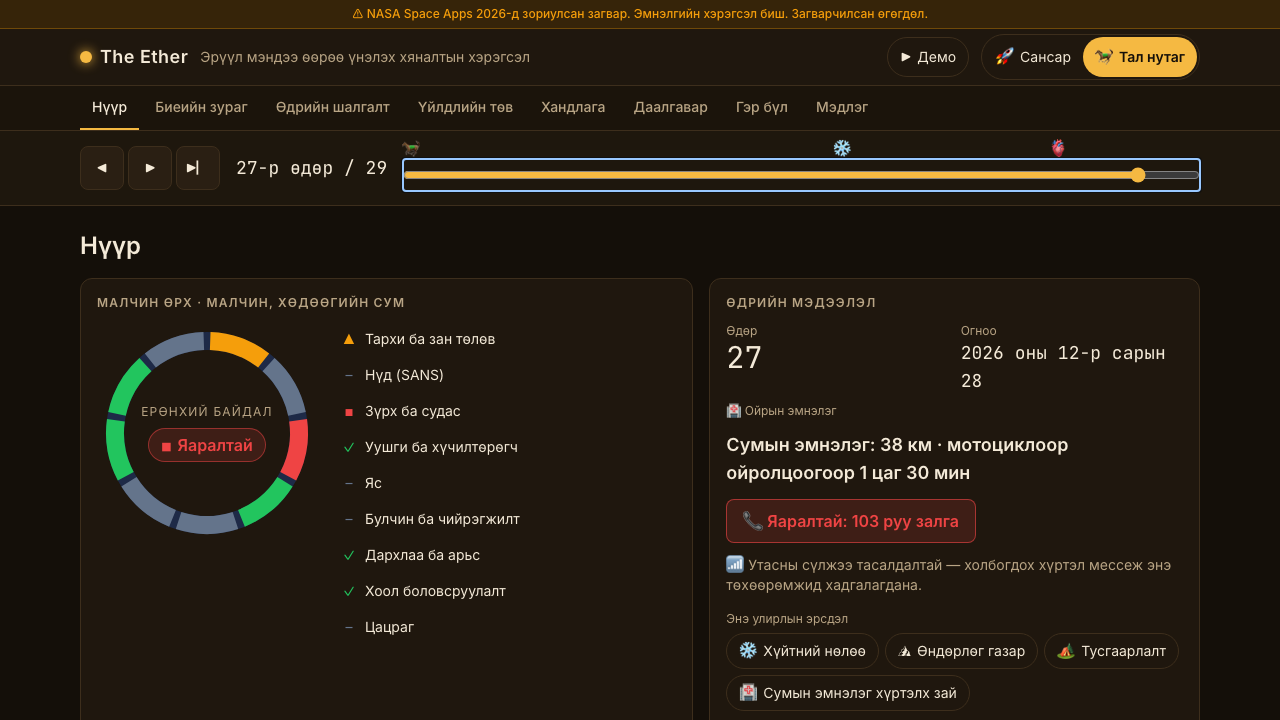 ⚠ NASA Space Apps 2026-д зориулсан загвар. Эмнэлгийн хэрэгсэл биш. Загварчилсан өгөгдөл.
The Ether Эрүүл мэндээ өөрөө үнэлэх хяналтын хэрэгсэл
▶ Демо
🚀 Сансар
🐎 Тал нутаг
Нүүр Биеийн зураг Өдрийн шалгалт Үйлдлийн төв Хандлага Даалгавар Гэр бүл Мэдлэг
27-р өдөр / 29
Нүүр
МАЛЧИН ӨРХ · МАЛЧИН, ХӨДӨӨГИЙН СУМ
ЕРӨНХИЙ БАЙДАЛ
■ Яаралтай
▲ Тархи ба зан төлөв
– Нүд (SANS)
■ Зүрх ба судас
✓ Уушги ба хүчилтөрөгч
– Яс
– Булчин ба чийрэгжилт
✓ Дархлаа ба арьс
✓ Хоол боловсруулалт
– Цацраг
ӨДРИЙН МЭДЭЭЛЭЛ
Өдөр
27
Огноо
2026 оны 12-р сарын
28
🏥 Ойрын эмнэлэг
Сумын эмнэлэг: 38 км · мотоциклоор
ойролцоогоор 1 цаг 30 мин
📞 Яаралтай: 103 руу залга
📶 Утасны сүлжээ тасалдалтай — холбогдох хүртэл мессеж энэ
төхөөрөмжид хадгалагдана.
Энэ улирлын эрсдэл
❄️ Хүйтний нөлөө
🏔 Өндөрлөг газар
🏕️ Тусгаарлалт
🏥 Сумын эмнэлэг хүртэлх зай